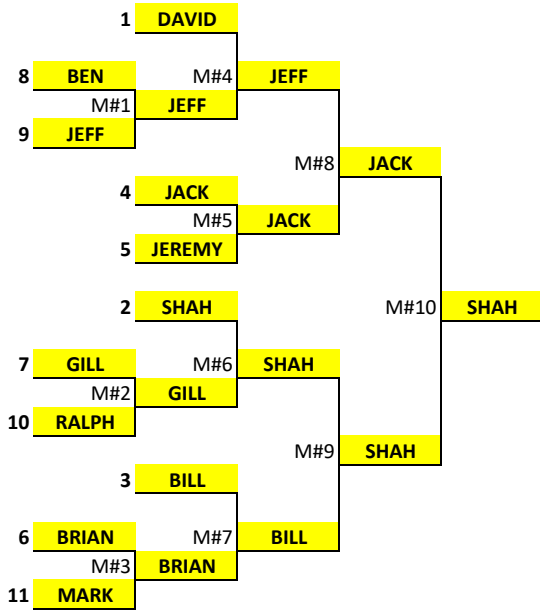 1 DAVID
8 BEN M#4 JEFF
M#1 JEFF
9 JEFF
M#8 JACK
4 JACK
M#5 JACK
5 JEREMY
2 SHAH M#10 SHAH
7 GILL M#6 SHAH
M#2 GILL
10 RALPH
M#9 SHAH
3 BILL
6 BRIAN M#7 BILL
M#3 BRIAN
11 MARK